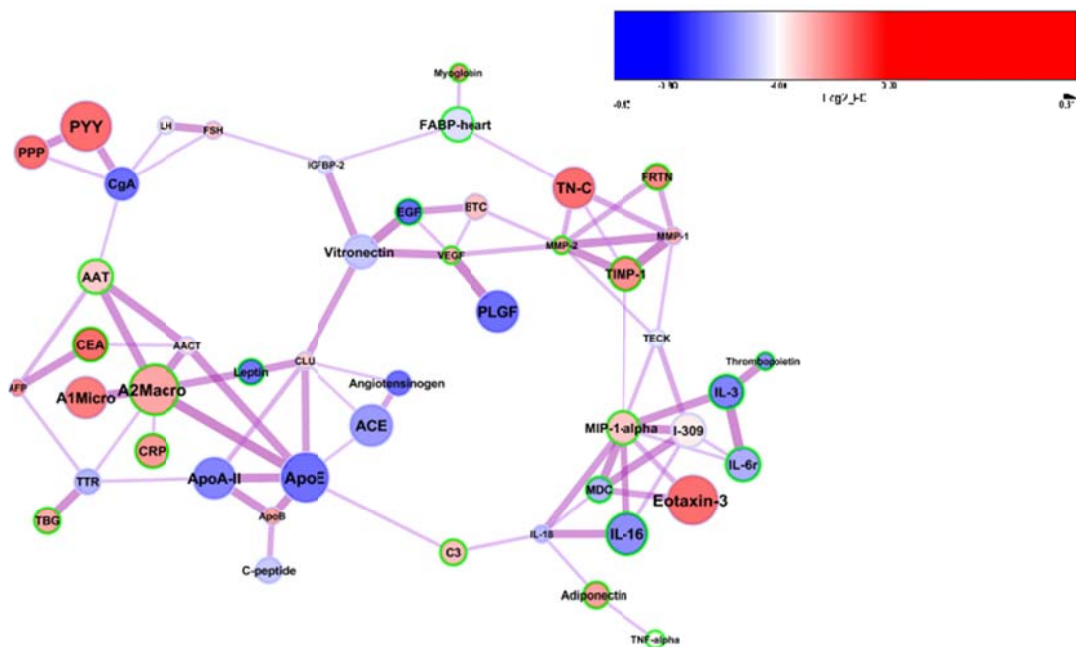 Log2_FC
Myoglobin
FABP-heart
PYY
LH
FSH
PPP
IGFBP-2
CgA
TN-C
FRTN
EGF
BTC
MMP-1
MMP-2
Vitronectin
VEGF
TIMP-1
AAT
PLGF
TECK
CEA
AACT
Thrombopoietin
CLU
Leptin
Angiotensinogen
AFP
A2Macro
IL-3
A1Micro
ACE
MIP-1-alpha
I-309
CRP
IL-6r
TTR
ApoA-II
ApoE
MDC
Eotaxin-3
TBG
ApoB
IL-18
IL-16
C3
C-peptide
Adiponectin
TNF-alpha